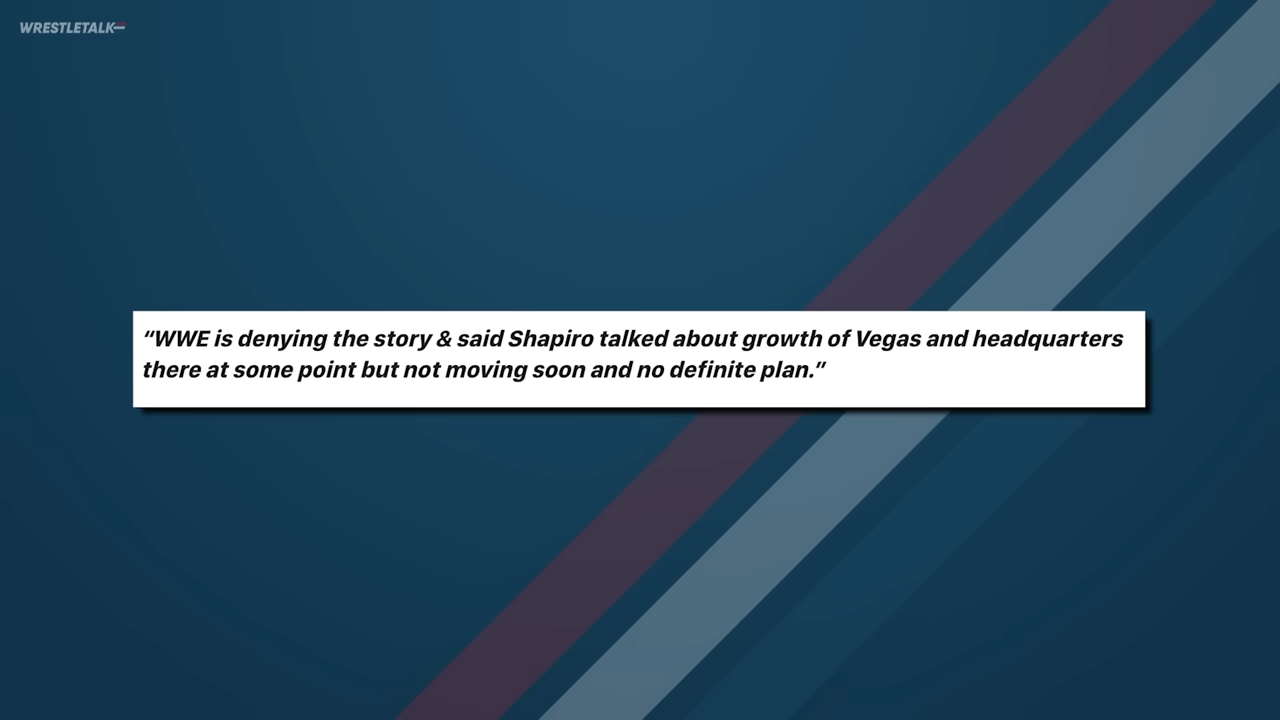 WRESTLETALK
“WWE is denying the story & said Shapiro talked about growth of Vegas and headquarters
there at some point but not moving soon and no definite plan.”